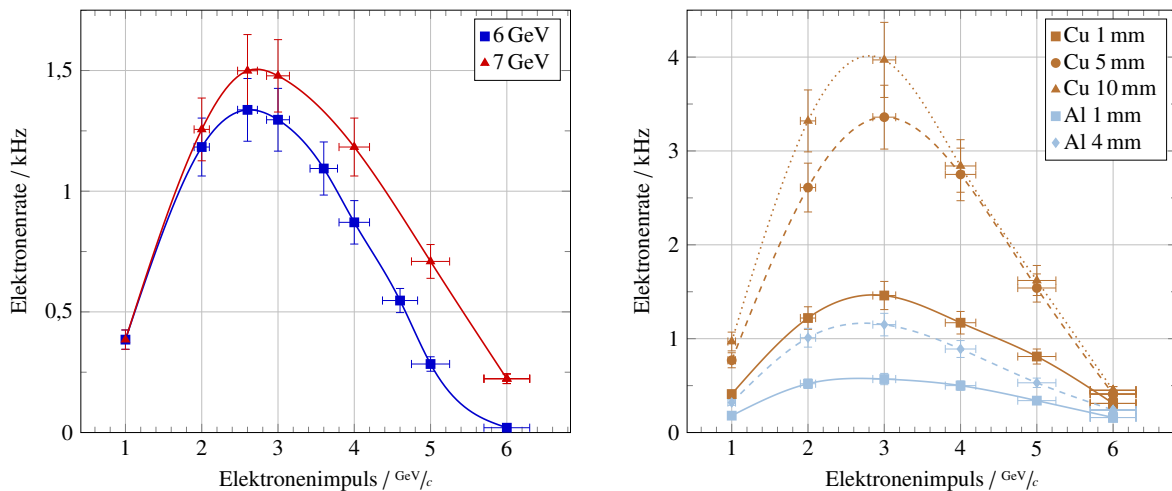 6 GeV
7 GeV
1.5
1
0.5
0
1 2 3 4 5 6
Elektronenrate / kHz
Elektronenimpuls / GeV/c
Cu 1 mm
Cu 5 mm
Cu 10 mm
Al 1 mm
Al 4 mm
4
3
2
1
0
1 2 3 4 5 6
Elektronenrate / kHz
Elektronenimpuls / GeV/c